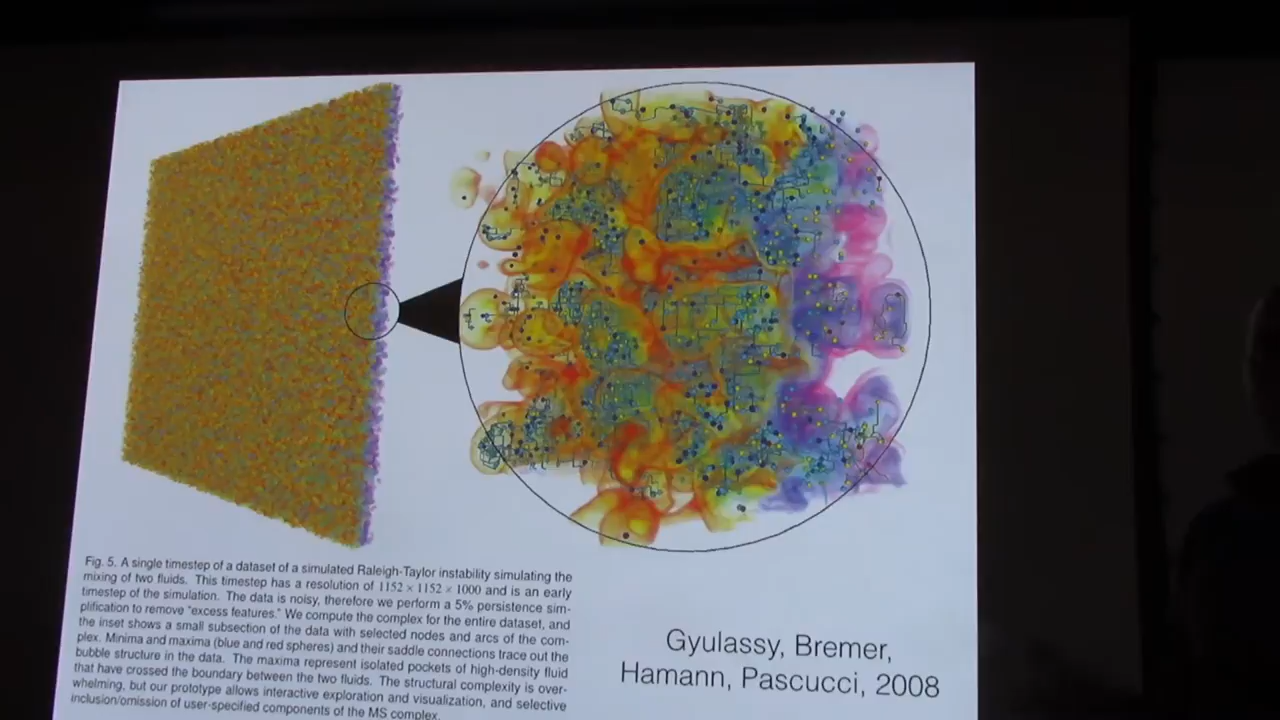 Fig. 5. A single timestep of a dataset of a simulated Raleigh-Taylor instability simulating the
mixing of two fluids. This timestep has a resolution of 1152 × 1152 × 1000 and is an early
timestep of the simulation. The data is noisy, therefore we perform a 5% persistence sim-
plification to remove "excess features." We compute the complex for the entire dataset, and
the inset shows a small subsection of the data with selected nodes and arcs of the com-
plex. Minima and maxima (blue and red spheres) and their saddle connections trace out the
bubble structure in the data. The maxima represent isolated pockets of high-density fluid
that have crossed the boundary between the two fluids. The structural complexity is over-
whelming, but our prototype allows interactive exploration and visualization, and selective
inclusion/omission of user-specified components of the MS complex.
Gyulassy, Bremer,
Hamann, Pascucci, 2008